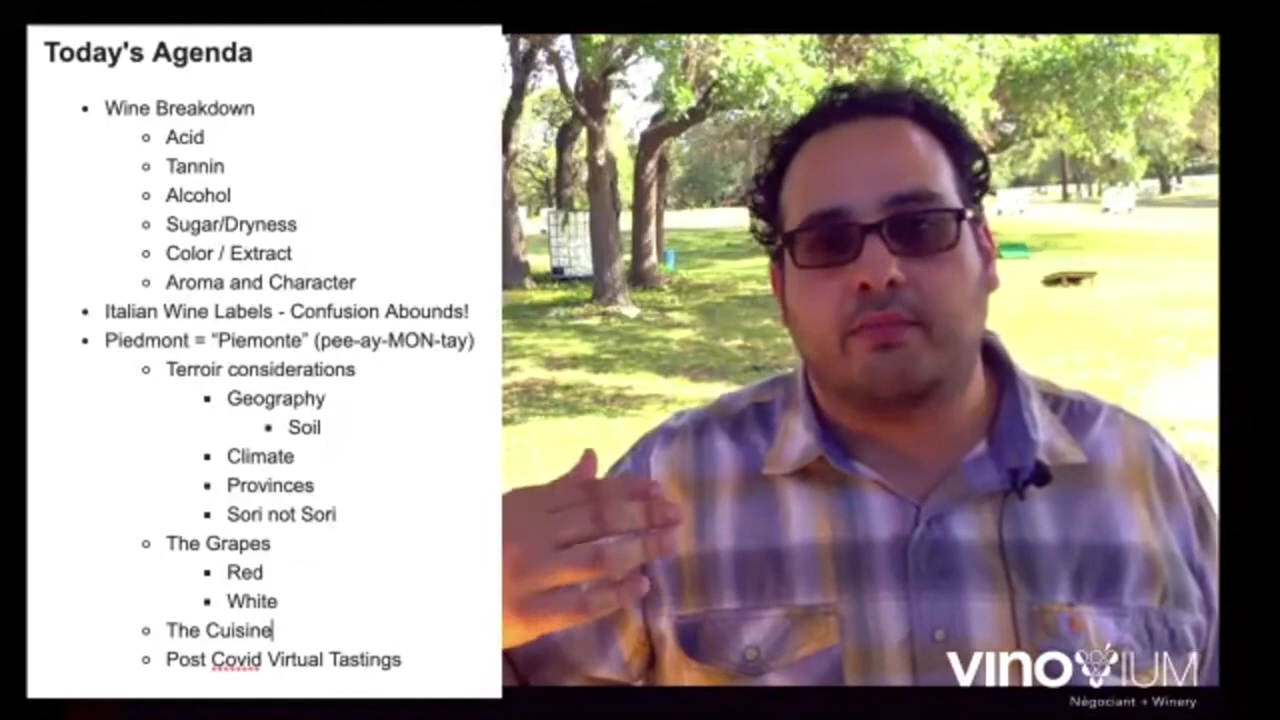 Today's Agenda
Wine Breakdown
Acid
Tannin
Alcohol
Sugar/Dryness
Color / Extract
Aroma and Character
Italian Wine Labels - Confusion Abounds!
Piedmont = “Piemonte” (pee-ay-MON-tay)
Terroir considerations
Geography
Soil
Climate
Provinces
Sori not Sori
The Grapes
Red
White
The Cuisine
Post Covid Virtual Tastings
vinoVIUM
Négociant + Winery